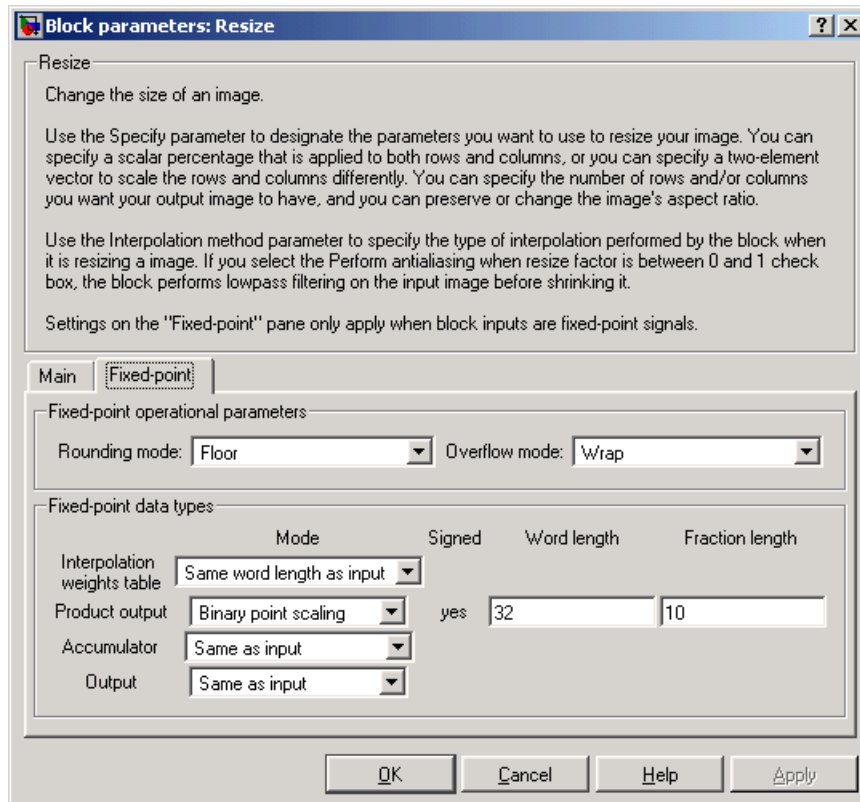 Block parameters: Resize
Resize
Change the size of an image.
Use the Specify parameter to designate the parameters you want to use to resize your image. You can
specify a scalar percentage that is applied to both rows and columns, or you can specify a two-element
vector to scale the rows and columns differently. You can specify the number of rows and/or columns
you want your output image to have, and you can preserve or change the image's aspect ratio.
Use the Interpolation method parameter to specify the type of interpolation performed by the block when
it is resizing a image. If you select the Perform antialiasing when resize factor is between 0 and 1 check
box, the block performs lowpass filtering on the input image before shrinking it.
Settings on the "Fixed-point" pane only apply when block inputs are fixed-point signals.
Main Fixed-point
Fixed-point operational parameters
Rounding mode: Floor Overflow mode: Wrap
Fixed-point data types
Mode Signed Word length Fraction length
Interpolation
weights table Same word length as input
Product output Binary point scaling yes 32 10
Accumulator Same as input
Output Same as input
OK Cancel Help Apply